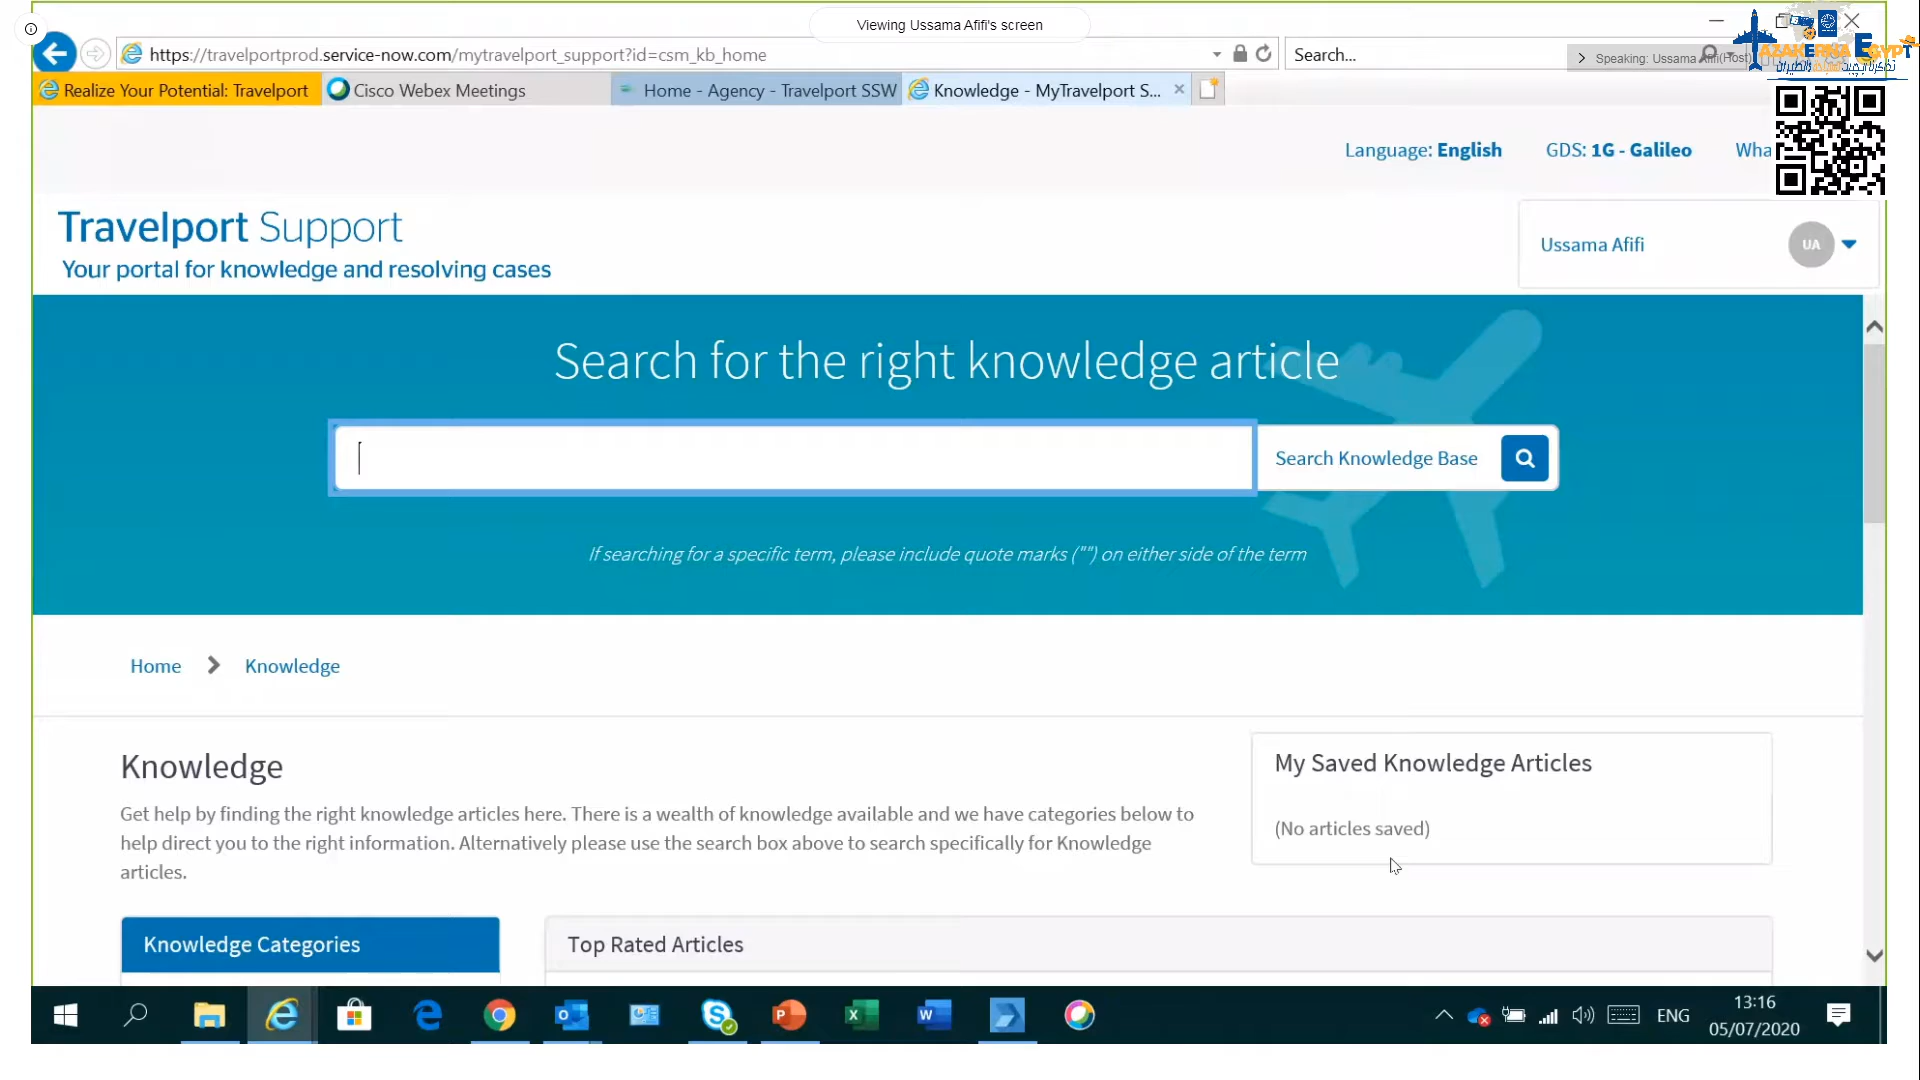 Viewing Ussama Afifi's screen
https://travelportprod.service-now.com/mytravelport_support?id=csm_kb_home
Search...
Speaking: Ussama Afifi(Host)
AZAKERNA EGYPT
Realize Your Potential: Travelport
Cisco Webex Meetings
Home - Agency - Travelport SSW
Knowledge - MyTravelport S...
Language: English
GDS: 1G - Galileo
Wha
Travelport Support
Your portal for knowledge and resolving cases
Ussama Afifi
UA
Search for the right knowledge article
Search Knowledge Base
If searching for a specific term, please include quote marks ("") on either side of the term
Home
Knowledge
Knowledge
My Saved Knowledge Articles
Get help by finding the right knowledge articles here. There is a wealth of knowledge available and we have categories below to
help direct you to the right information. Alternatively please use the search box above to search specifically for Knowledge
articles.
(No articles saved)
Knowledge Categories
Top Rated Articles
ENG
13:16
05/07/2020